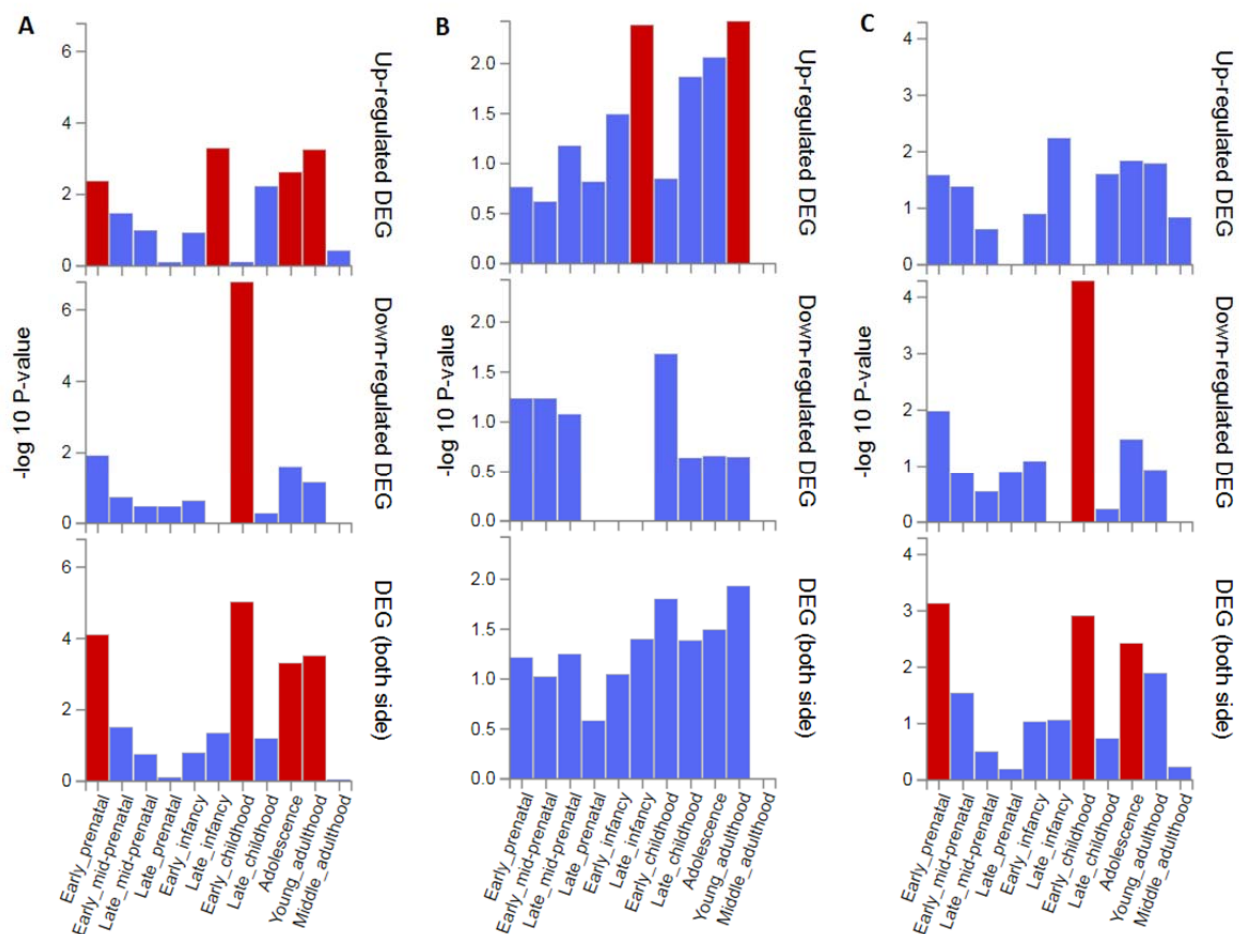 A
6
4
2
0
Up-regulated DEG
6
4
2
0
Down-regulated DEG
6
4
2
0
DEG (both side)
-log 10 P-value
Early_prenatal
Early_mid-prenatal
Late_mid-prenatal
Late_prenatal
Early_infancy
Late_infancy
Early_childhood
Late_childhood
Adolescence
Young_adulthood
Middle_adulthood
B
2.0
1.5
1.0
0.5
0.0
Up-regulated DEG
2.0
1.5
1.0
0.5
0.0
Down-regulated DEG
2.0
1.5
1.0
0.5
0.0
DEG (both side)
-log 10 P-value
Early_prenatal
Early_mid-prenatal
Late_mid-prenatal
Late_prenatal
Early_infancy
Late_infancy
Early_childhood
Late_childhood
Adolescence
Young_adulthood
Middle_adulthood
C
4
3
2
1
0
Up-regulated DEG
4
3
2
1
0
Down-regulated DEG
4
3
2
1
0
DEG (both side)
-log 10 P-value
Early_prenatal
Early_mid-prenatal
Late_mid-prenatal
Late_prenatal
Early_infancy
Late_infancy
Early_childhood
Late_childhood
Adolescence
Young_adulthood
Middle_adulthood